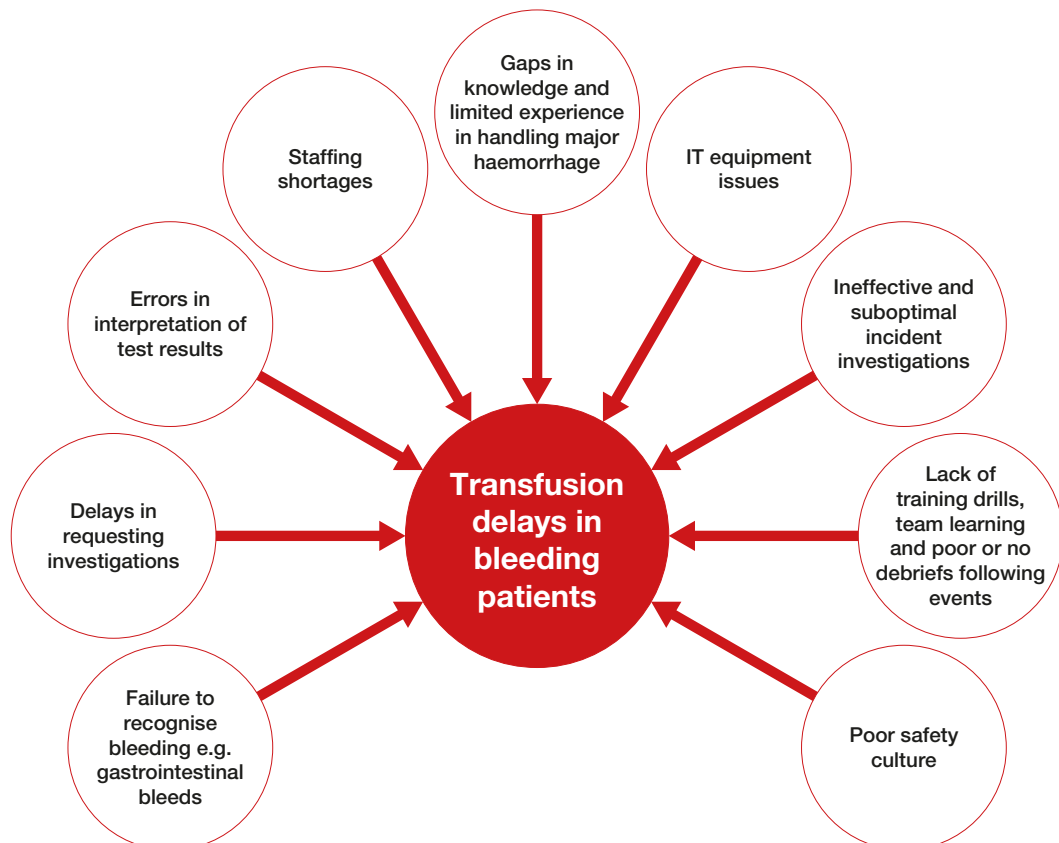 Gaps in
knowledge and
limited experience
in handling major
haemorrhage
Staffing
shortages
IT equipment
issues
Errors in
interpretation of
test results
Ineffective and
suboptimal
incident
investigations
Transfusion
delays in
bleeding
patients
Delays in
requesting
investigations
Lack of
training drills,
team learning
and poor or no
debriefs following
events
Failure to
recognise
bleeding e.g.
gastrointestinal
bleeds
Poor safety
culture